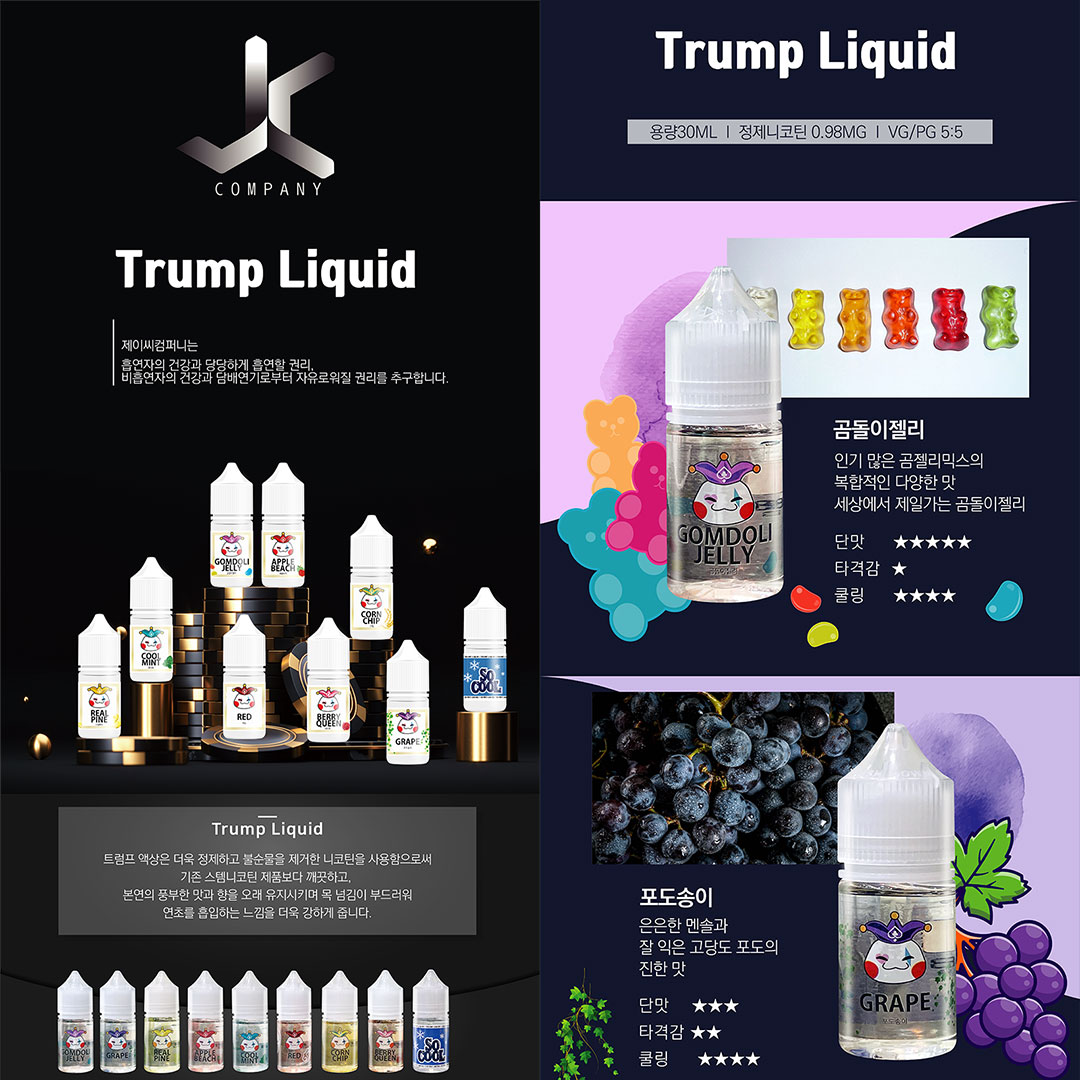 JC
COMPANY
Trump Liquid
제이씨컴퍼니는
흡연자의 건강과 당당하게 흡연할 권리,
비흡연자의 건강과 담배연기로부터 자유로워질 권리를 추구합니다.
GOMDOLI
JELLY
APPLE
BEACH
CORN
CHIP
COOL
MINT
SO
COOL
REAL
PINE
RED
BERRY
QUEEN
GRAPE
Trump Liquid
트럼프 액상은 더욱 정제하고 불순물을 제거한 니코틴을 사용함으로써
기존 스템니코틴 제품보다 깨끗하고,
본연의 풍부한 맛과 향을 오래 유지시키며 목 넘김이 부드러워
연초를 흡입하는 느낌을 더욱 강하게 줍니다.
GOMDOLI
JELLY
GRAPE
REAL
PINE
APPLE
BEACH
COOL
MINT
RED
CORN
CHIP
BERRY
QUEEN
SO
COOL
Trump Liquid
용량30ML ㅣ 정제니코틴 0.98MG ㅣ VG/PG 5:5
GOMDOLI
JELLY
곰돌이젤리
곰돌이젤리
인기 많은 곰젤리믹스의
복합적인 다양한 맛
세상에서 제일가는 곰돌이젤리
단맛 ★★★★★
타격감 ★
쿨링 ★★★★
포도송이
은은한 멘솔과
잘 익은 고당도 포도의
진한 맛
단맛 ★★★
타격감 ★★
쿨링 ★★★★
GRAPE
포도송이